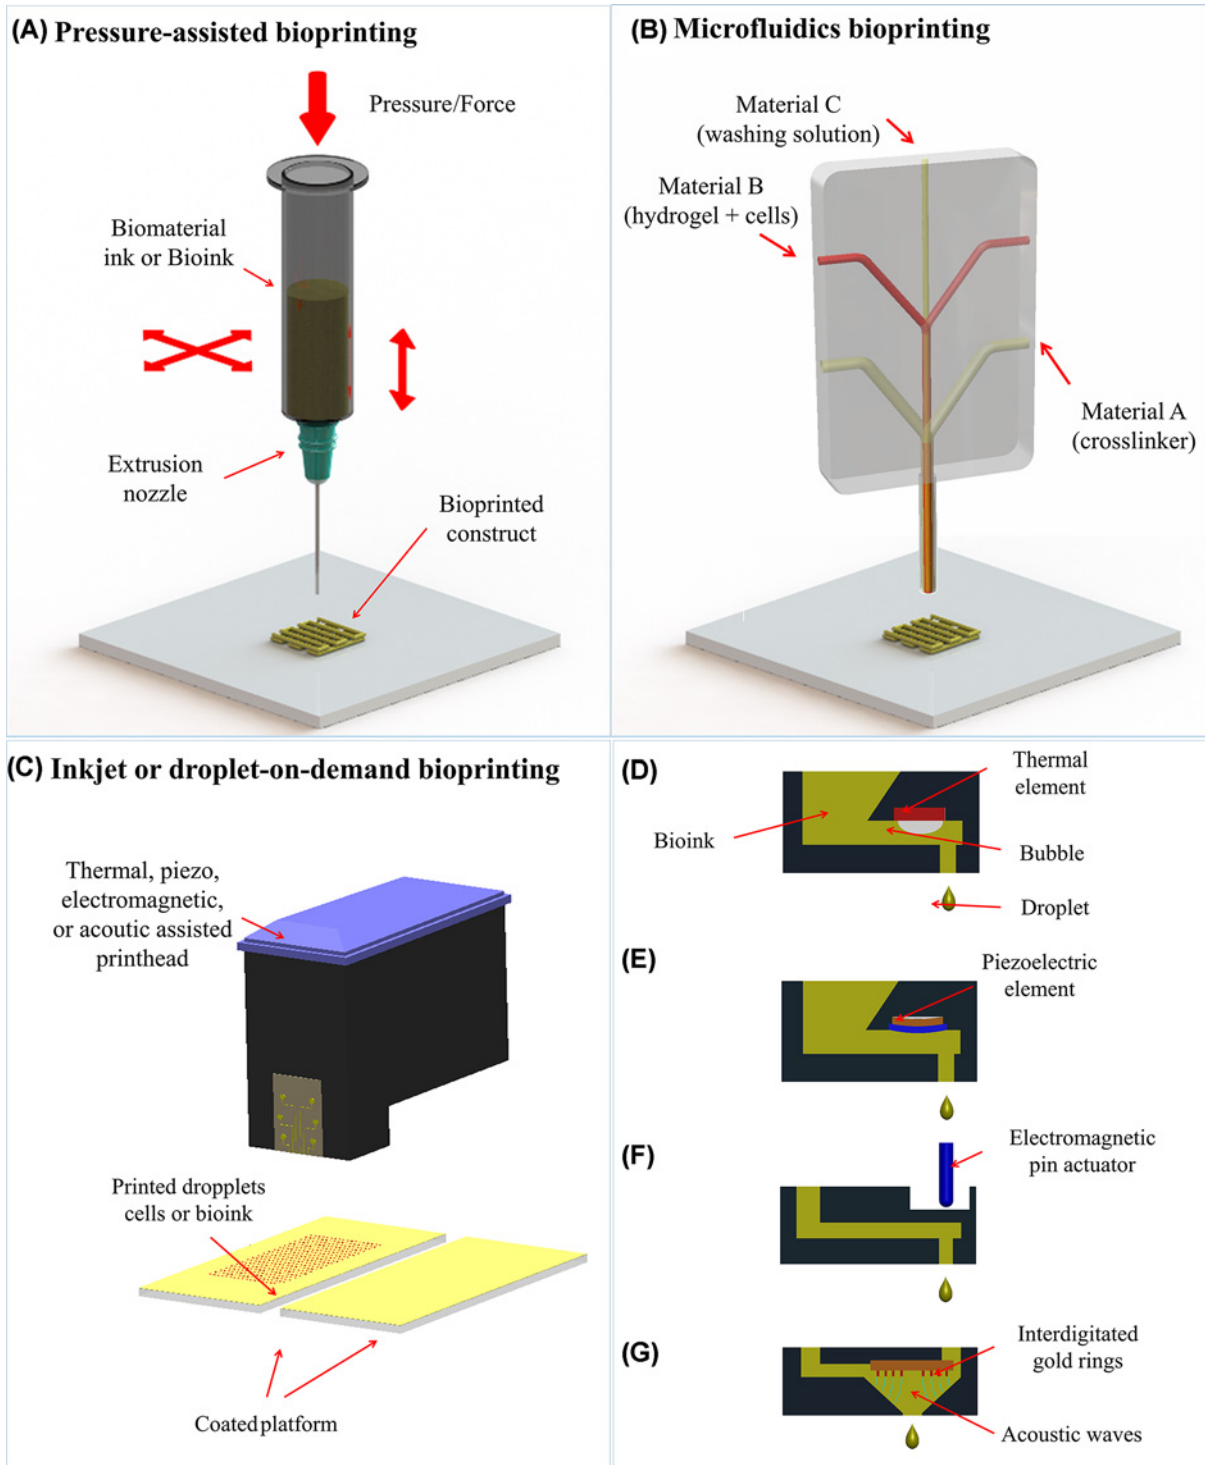 (A) Pressure-assisted bioprinting
Pressure/Force
Biomaterial
ink or Bioink
Extrusion
nozzle
Bioprinted
construct
(B) Microfluidics bioprinting
Material C
(washing solution)
Material B
(hydrogel + cells)
Material A
(crosslinker)
(C) Inkjet or droplet-on-demand bioprinting
Thermal, piezo,
electromagnetic,
or acoutic assisted
printhead
Printed dropplets
cells or bioink
Coated platform
(D)
Thermal
element
Bioink
Bubble
Droplet
(E)
Piezoelectric
element
(F)
Electromagnetic
pin actuator
(G)
Interdigitated
gold rings
Acoustic waves